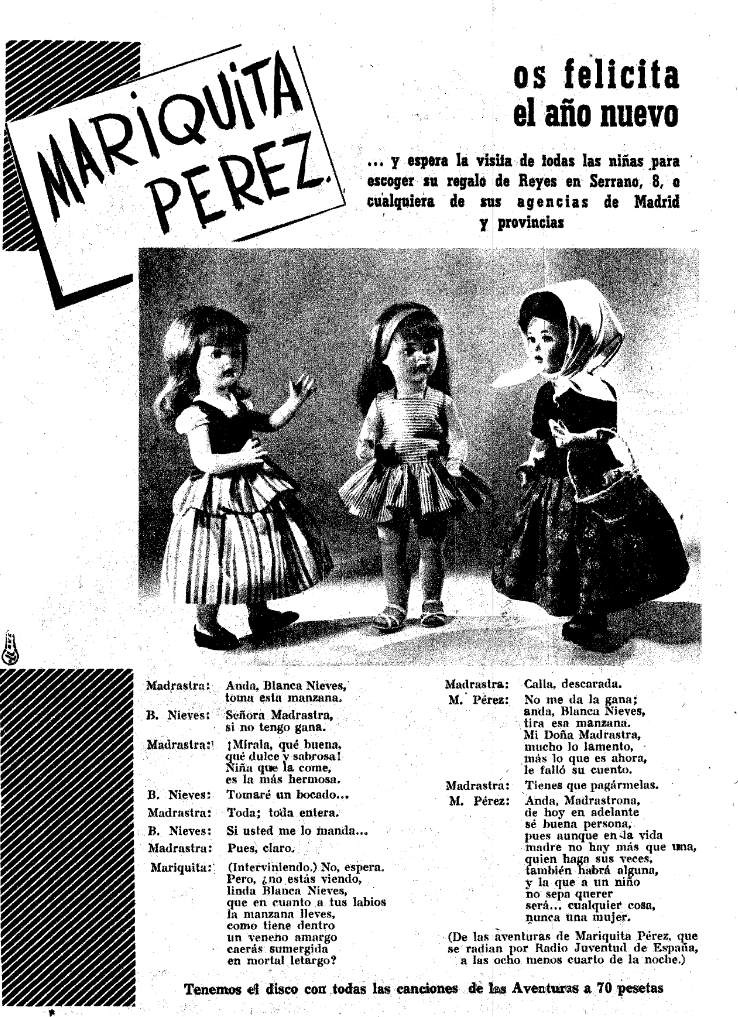 MARIQUITA
PEREZ.
os felicita
el año nuevo
... y espera la visita de todas las niñas para
escoger su regalo de Reyes en Serrano, 8, o
cualquiera de sus agencias de Madrid
y provincias
Madrastra: Anda, Blanca Nieves,
toma esta manzana.
B. Nieves: Señora Madrastra,
si no tengo gana.
Madrastra: ¡Mírala, qué buena,
qué dulce y sabrosa!
Niña que la come,
es la más hermosa.
B. Nieves: Tomaré un bocado...
Madrastra: Toda; toda entera.
B. Nieves: Si usted me lo manda...
Madrastra: Pues, claro.
Mariquita: (Interviniendo.) No, espera.
Pero, ¿no estás viendo,
linda Blanca Nieves,
que en cuanto a tus labios
la manzana lleves,
como tiene dentro
un veneno amargo
caerás sumergida
en mortal letargo?
Madrastra: Calla, descarada.
M. Pérez: No me da la gana;
anda, Blanca Nieves,
tira esa manzana.
Mi Doña Madrastra,
mucho lo lamento,
más lo que es ahora,
le falló su cuento.
Madrastra: Tienes que pagármelas.
M. Pérez: Anda, Madrastrona,
de hoy en adelante
sé buena persona,
pues aunque en la vida
madre no hay más que una,
quien haga sus veces,
también habrá alguna,
y la que a un niño
no sepa querer
será... cualquier cosa,
nunca una mujer.
(De las aventuras de Mariquita Pérez, que
se radian por Radio Juventud de España,
a las ocho menos cuarto de la noche.)
Tenemos el disco con todas las canciones de las Aventuras a 70 pesetas